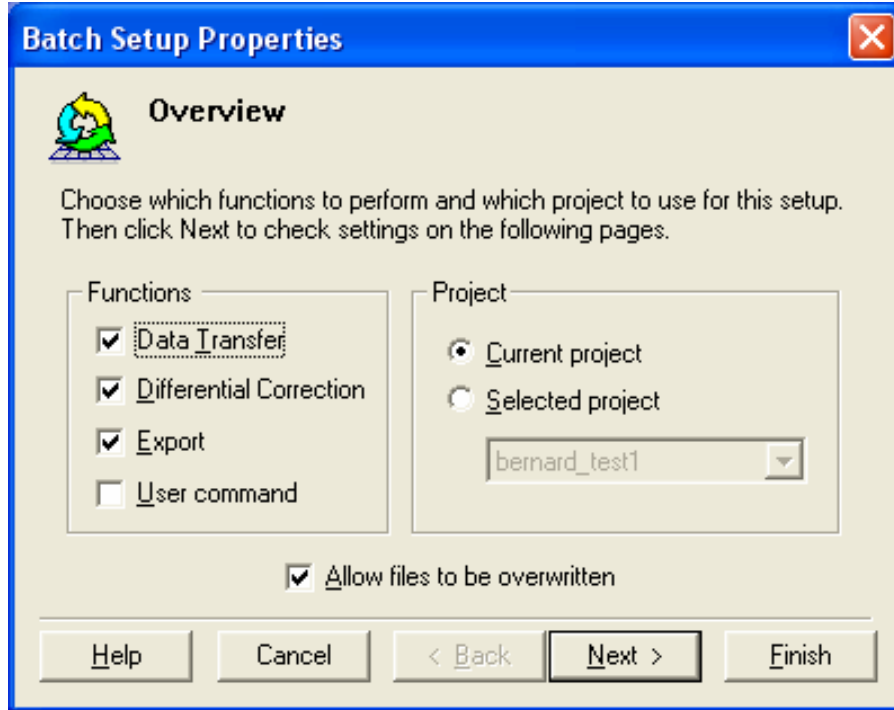 Batch Setup Properties
Overview
Choose which functions to perform and which project to use for this setup.
Then click Next to check settings on the following pages.
Functions
Data Transfer
Differential Correction
Export
User command
Project
Current project
Selected project
bernard_test1
Allow files to be overwritten
Help
Cancel
< Back
Next >
Finish